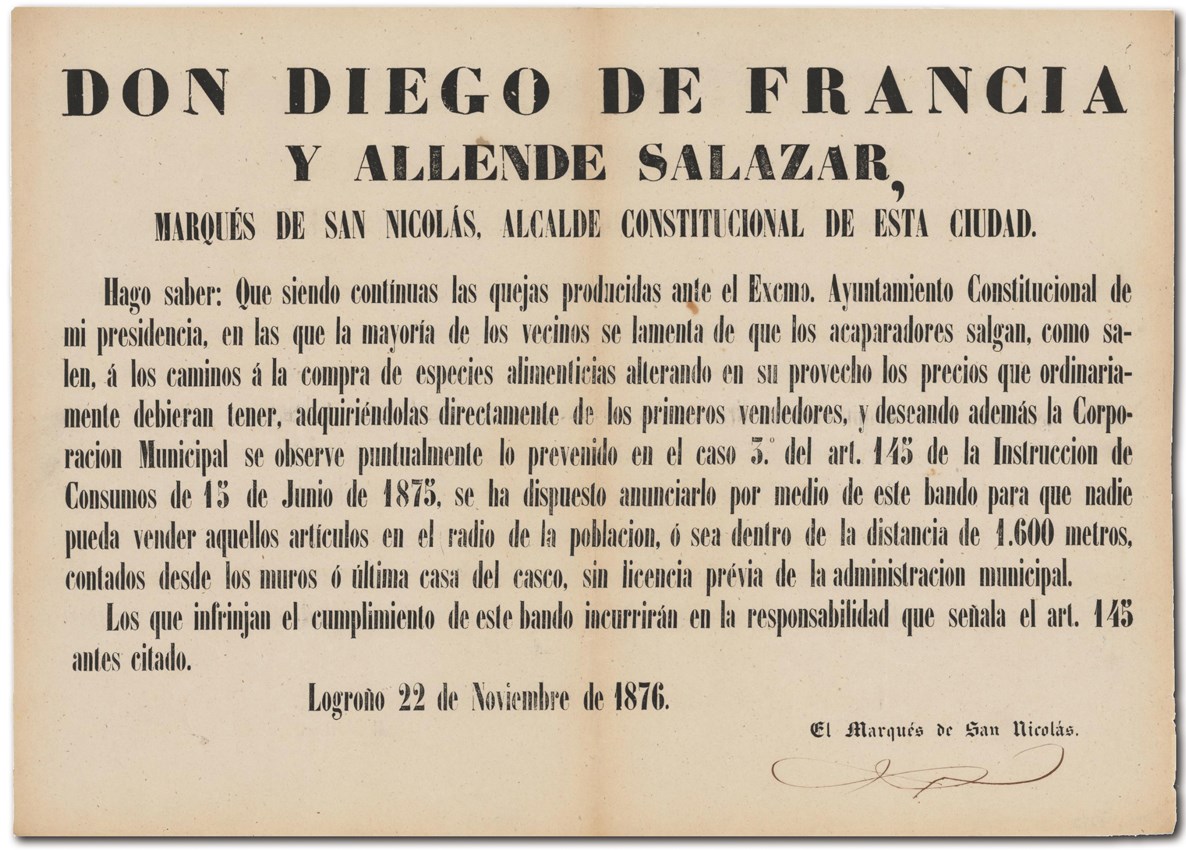 DON DIEGO DE FRANCIA
Y ALLENDE SALAZAR,
MARQUÉS DE SAN NICOLÁS, ALCALDE CONSTITUCIONAL DE ESTA CIUDAD.
Hago saber: Que siendo contínuas las quejas producidas ante el Excmo. Ayuntamiento Constitucional de
mi presidencia, en las que la mayoría de los vecinos se lamenta de que los acaparadores salgan, como sa-
len, á los caminos á la compra de especies alimenticias alterando en su provecho los precios que ordinaria-
mente debieran tener, adquiriéndolas directamente de los primeros vendedores, y deseando además la Corpo-
racion Municipal se observe puntualmente lo prevenido en el caso 3.º del art. 145 de la Instruccion de
Consumos de 15 de Junio de 1875, se ha dispuesto anunciarlo por medio de este bando para que nadie
pueda vender aquellos artículos en el radio de la poblacion, ó sea dentro de la distancia de 1.600 metros,
contados desde los muros ó última casa del casco, sin licencia prévia de la administracion municipal.
Los que infrinjan el cumplimiento de este bando incurrirán en la responsabilidad que señala el art. 145
antes citado.
Logroño 22 de Noviembre de 1876.
El Marqués de San Nicolás.